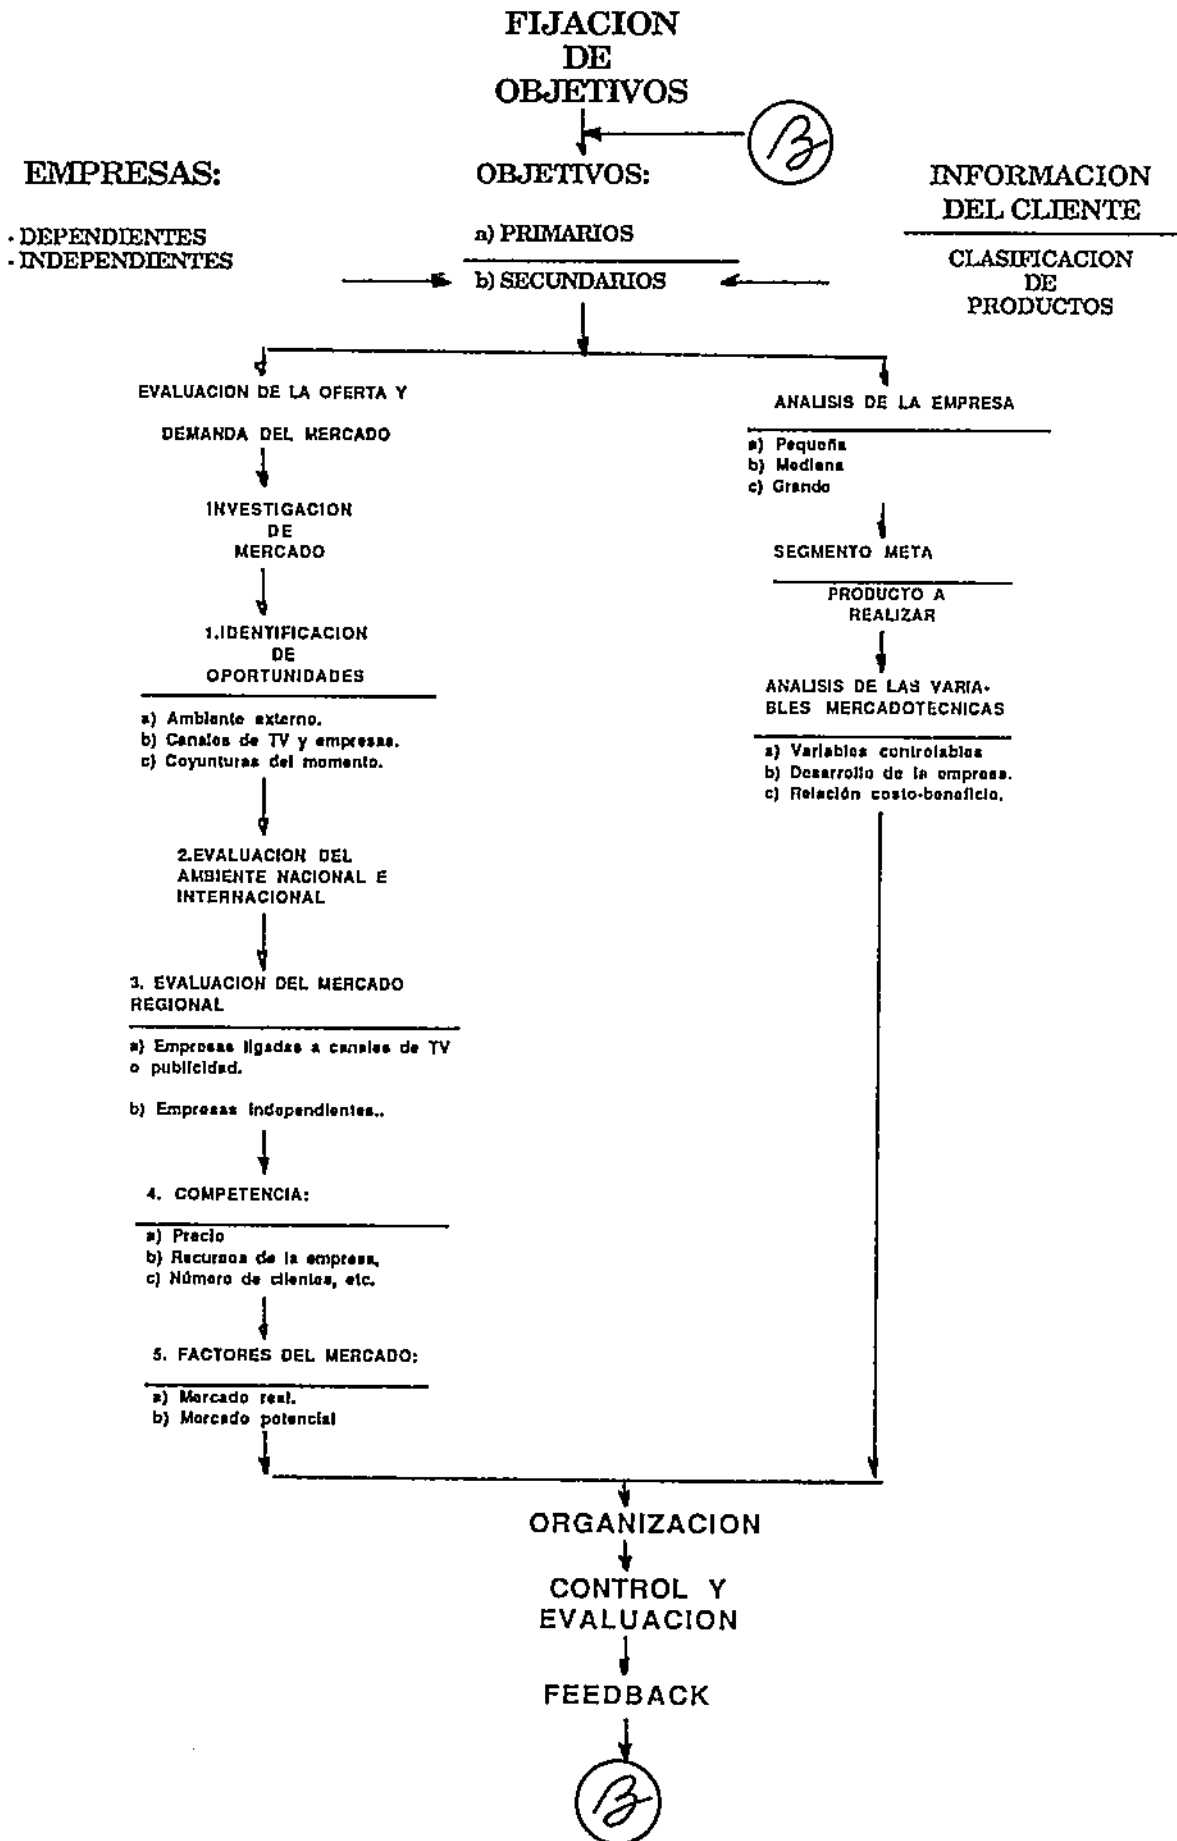 FIJACION
DE
OBJETIVOS
B
EMPRESAS:
- DEPENDIENTES
- INDEPENDIENTES
OBJETIVOS:
a) PRIMARIOS
b) SECUNDARIOS
INFORMACION
DEL CLIENTE
CLASIFICACION
DE
PRODUCTOS
EVALUACION DE LA OFERTA Y
DEMANDA DEL MERCADO
INVESTIGACION
DE
MERCADO
1.IDENTIFICACION
DE
OPORTUNIDADES
a) Ambiente externo.
b) Canales de TV y empresas.
c) Coyunturas del momento.
2.EVALUACION DEL
AMBIENTE NACIONAL E
INTERNACIONAL
3. EVALUACION DEL MERCADO
REGIONAL
a) Empresas ligadas a canales de TV
o publicidad.
b) Empresas independientes..
4. COMPETENCIA:
a) Precio
b) Recursos de la empresa,
c) Número de clientes, etc.
5. FACTORES DEL MERCADO:
a) Mercado real.
b) Mercado potencial
ANALISIS DE LA EMPRESA
a) Pequeña
b) Mediana
c) Grande
SEGMENTO META
PRODUCTO A
REALIZAR
ANALISIS DE LAS VARIA-
BLES MERCADOTECNICAS
a) Variables controlables
b) Desarrollo de la empresa.
c) Relación costo-beneficio.
ORGANIZACION
CONTROL Y
EVALUACION
FEEDBACK
B